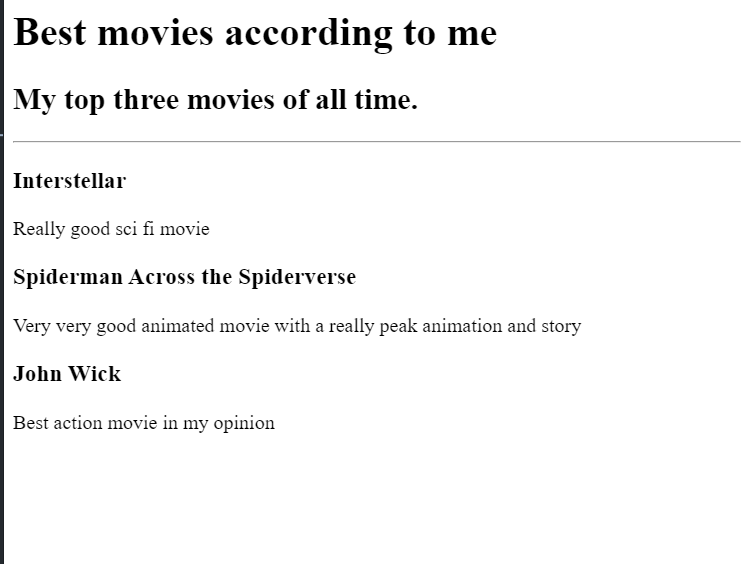 Best movies according to me
My top three movies of all time.
Interstellar
Really good sci fi movie
Spiderman Across the Spiderverse
Very very good animated movie with a really peak animation and story
John Wick
Best action movie in my opinion